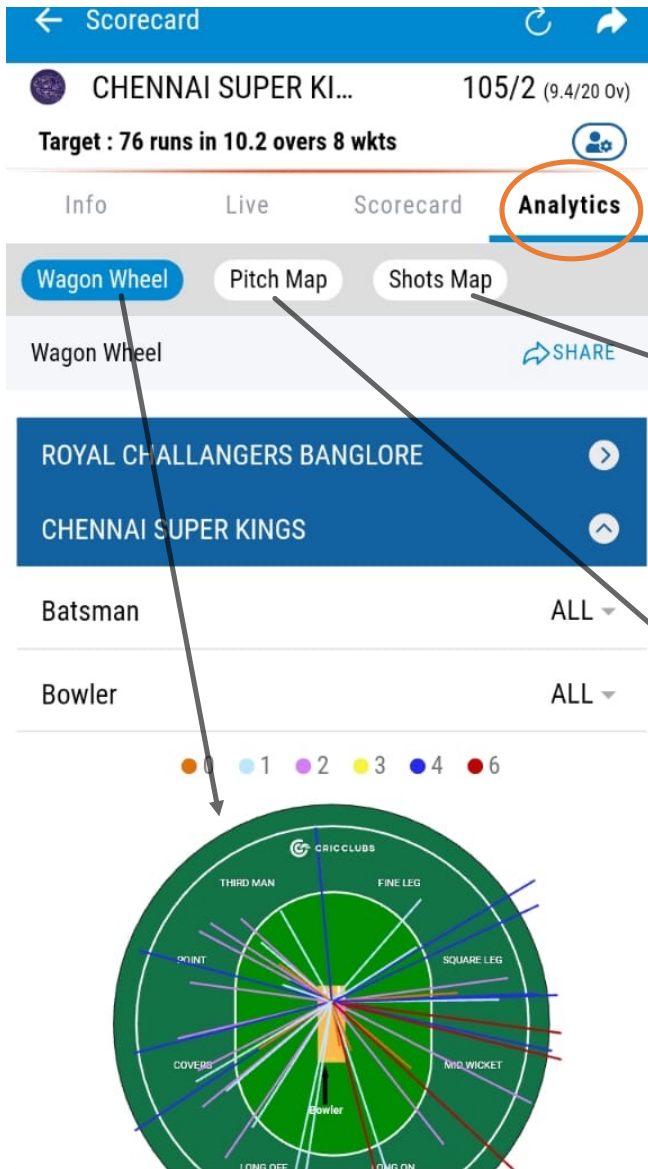 Scorecard
CHENNAI SUPER KI... 105/2 (9.4/20 Ov)
Target : 76 runs in 10.2 overs 8 wkts
Info Live Scorecard Analytics
Wagon Wheel Pitch Map Shots Map
Wagon Wheel SHARE
ROYAL CHALLANGERS BANGLORE
CHENNAI SUPER KINGS
Batsman ALL
Bowler ALL
0 1 2 3 4 6
CRICCLUBS
THIRD MAN FINE LEG
POINT SQUARE LEG
COVERS MID WICKET
Bowler
LONG OFF LONG ON